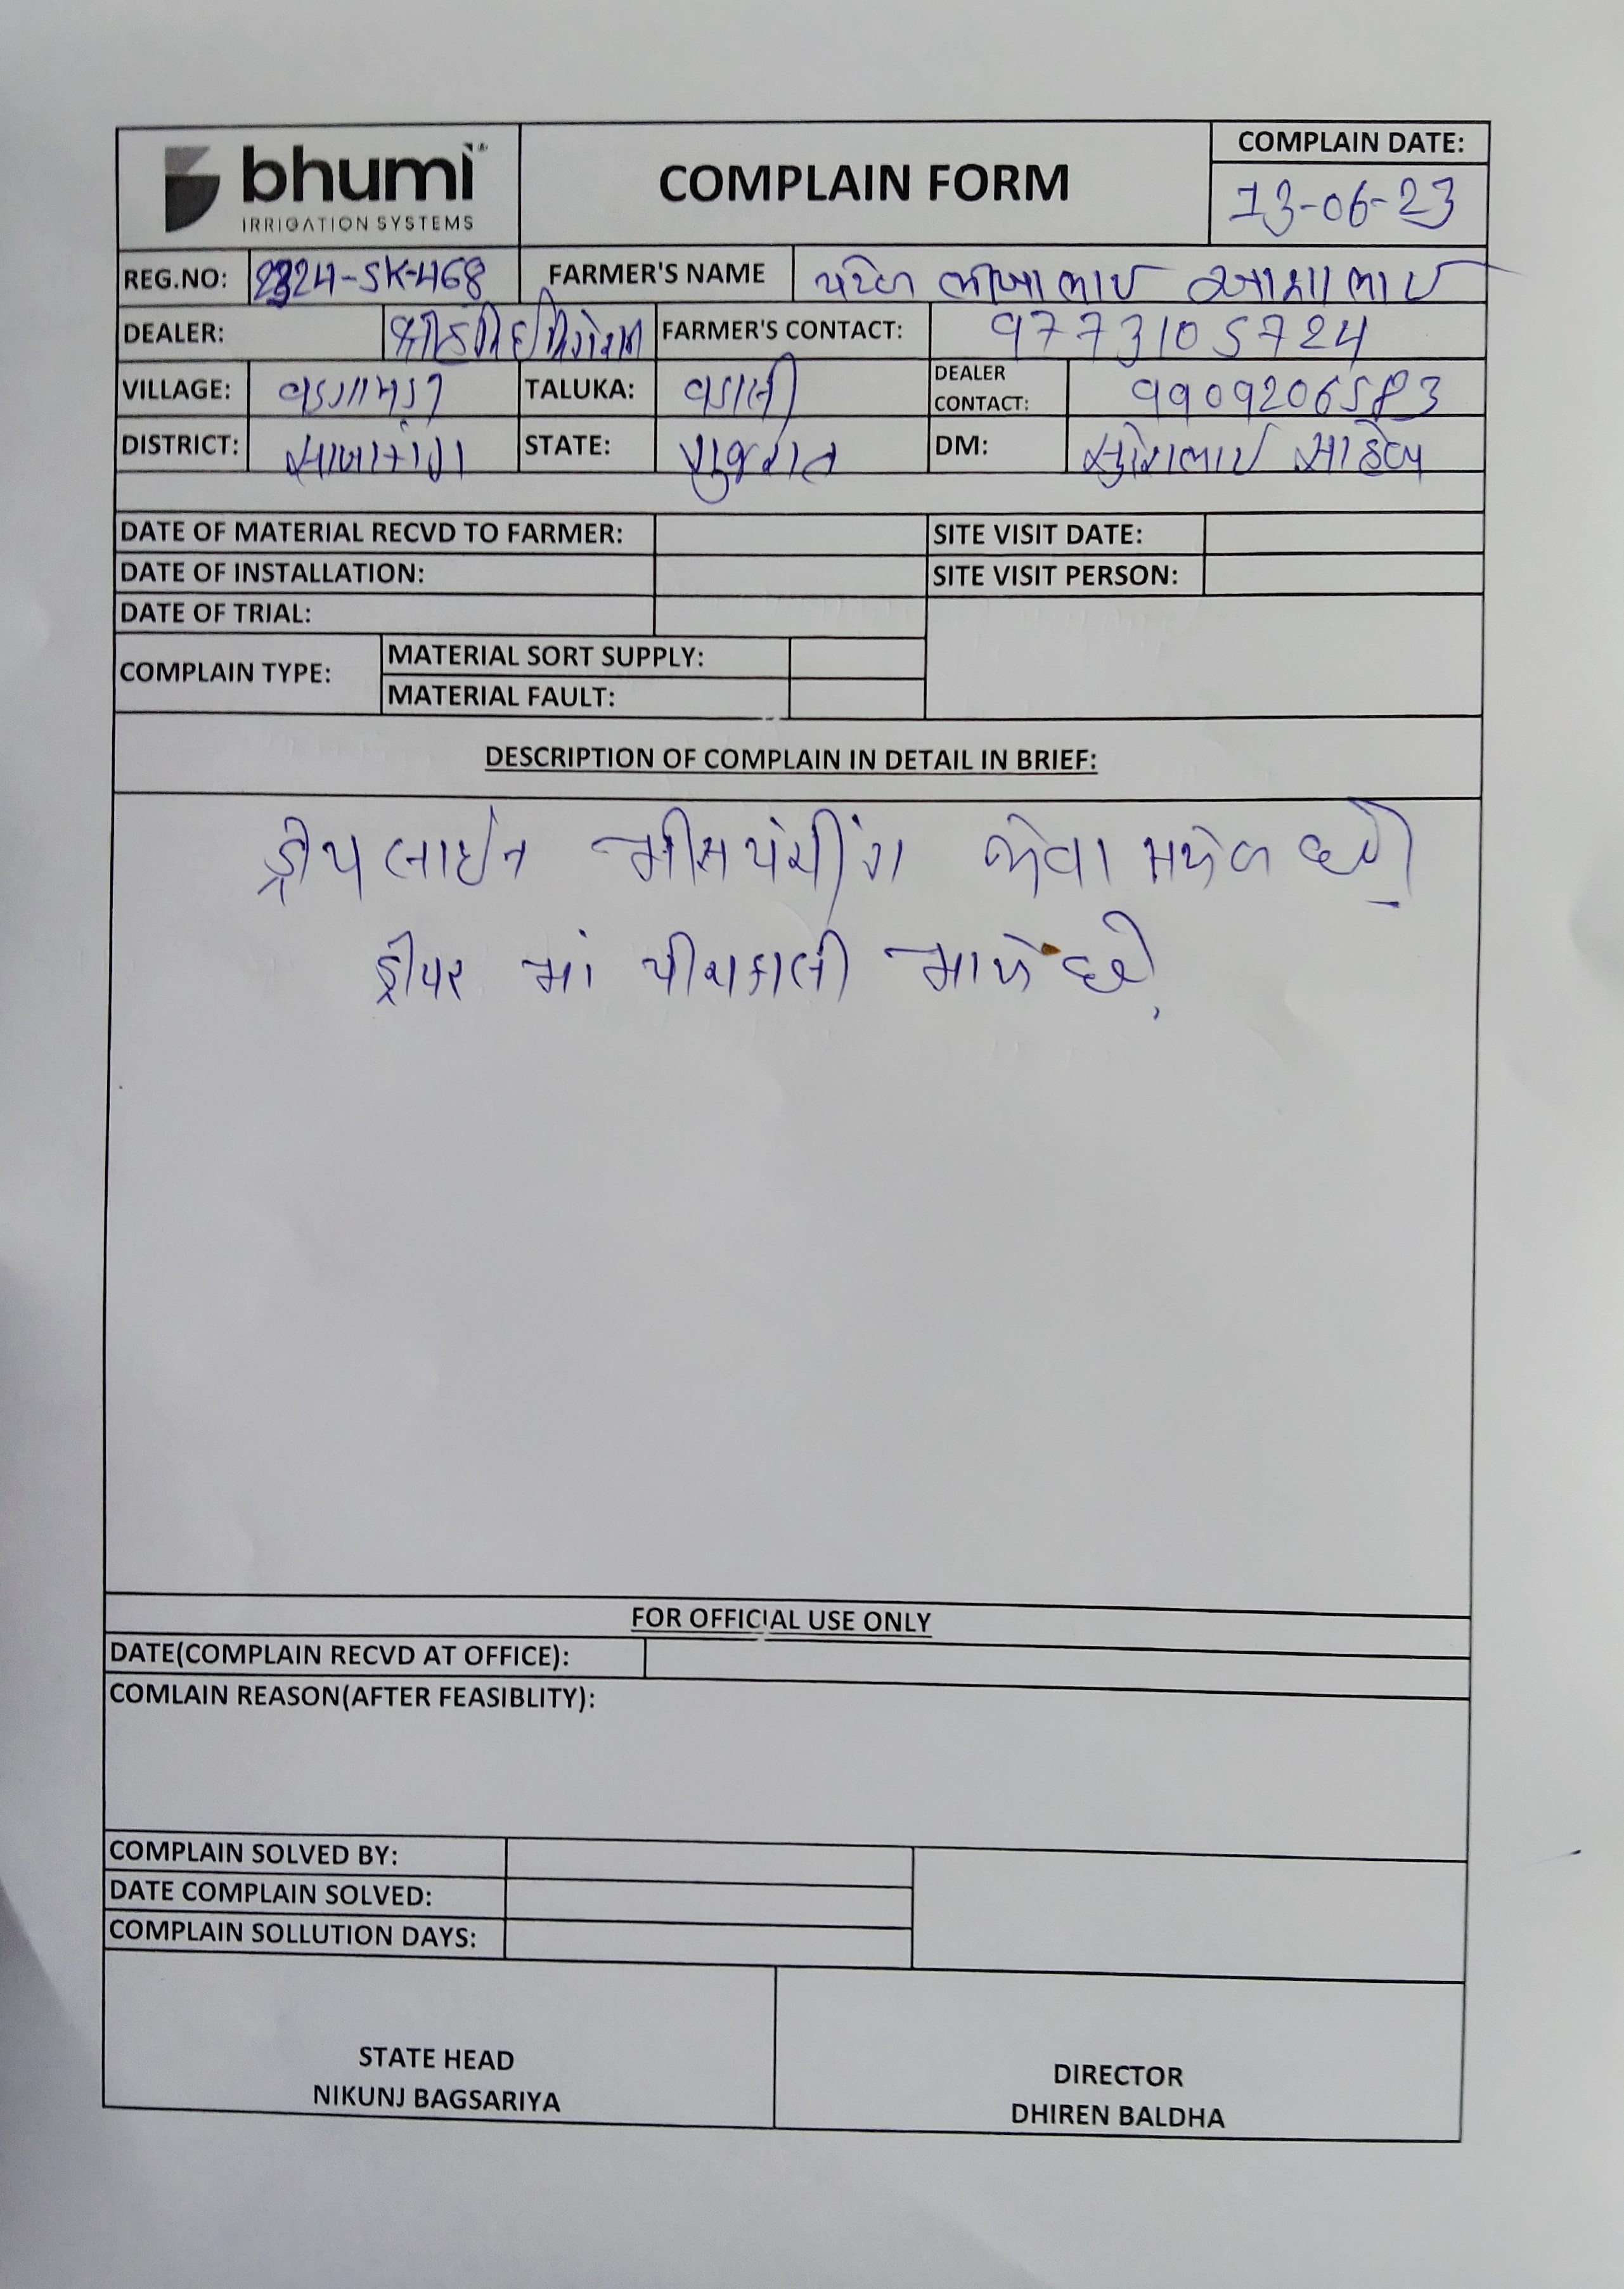 bhumi
IRRIGATION SYSTEMS
COMPLAIN FORM
COMPLAIN DATE:
13-06-23
REG.NO: 2324-SK-468 FARMER'S NAME પટેલ ભીખાભાઈ આશાભાઈ
DEALER: FARMER'S CONTACT: 9773105724
VILLAGE: વડગામડા TALUKA: વડાલી DEALER CONTACT: 9909206583
DISTRICT: સાબરકાંઠા STATE: ગુજરાત DM: સાહેબ
DATE OF MATERIAL RECVD TO FARMER: SITE VISIT DATE:
DATE OF INSTALLATION: SITE VISIT PERSON:
DATE OF TRIAL:
COMPLAIN TYPE: MATERIAL SORT SUPPLY:
MATERIAL FAULT:
DESCRIPTION OF COMPLAIN IN DETAIL IN BRIEF:
ડ્રીપ લાઈન મીસપંચીંગ જોવા મળેલ છે.
ડ્રીપર માં પીચકારી મારે છે.
FOR OFFICIAL USE ONLY
DATE(COMPLAIN RECVD AT OFFICE):
COMLAIN REASON(AFTER FEASIBLITY):
COMPLAIN SOLVED BY:
DATE COMPLAIN SOLVED:
COMPLAIN SOLLUTION DAYS:
STATE HEAD
NIKUNJ BAGSARIYA
DIRECTOR
DHIREN BALDHA